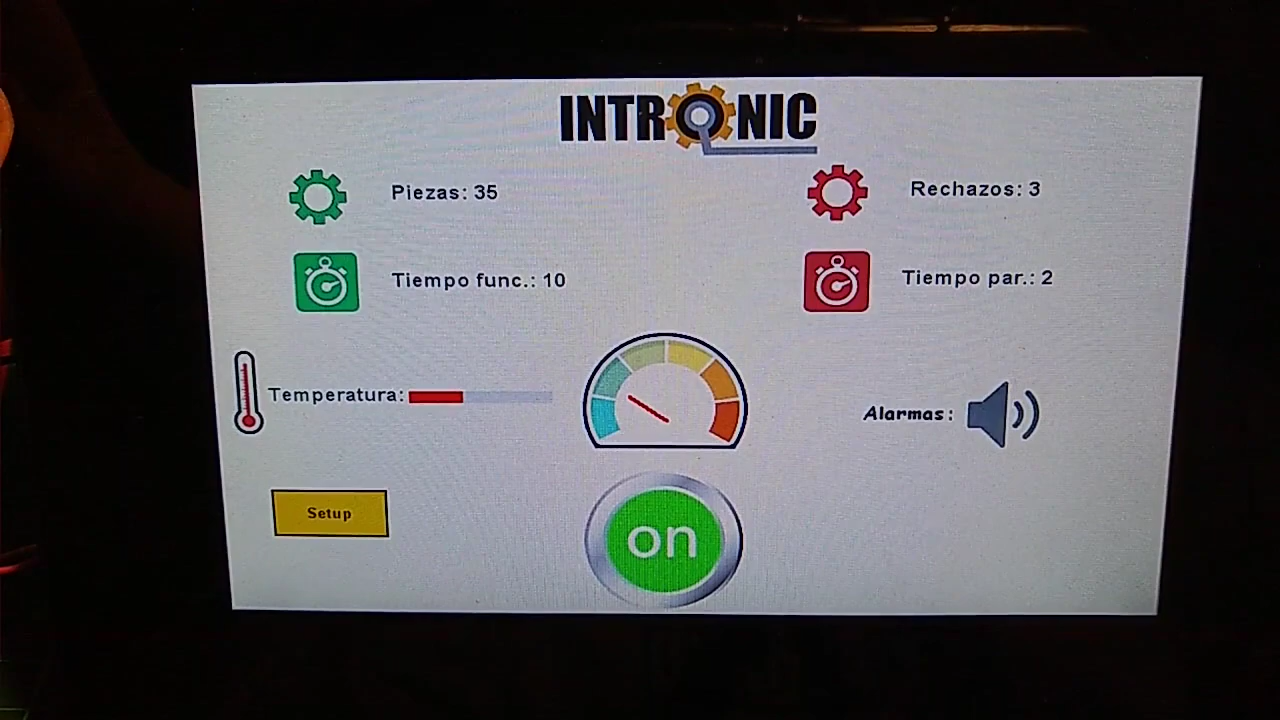 INTRONIC
Piezas: 35
Rechazos: 3
Tiempo func.: 10
Tiempo par.: 2
Temperatura:
Alarmas:
Setup
on